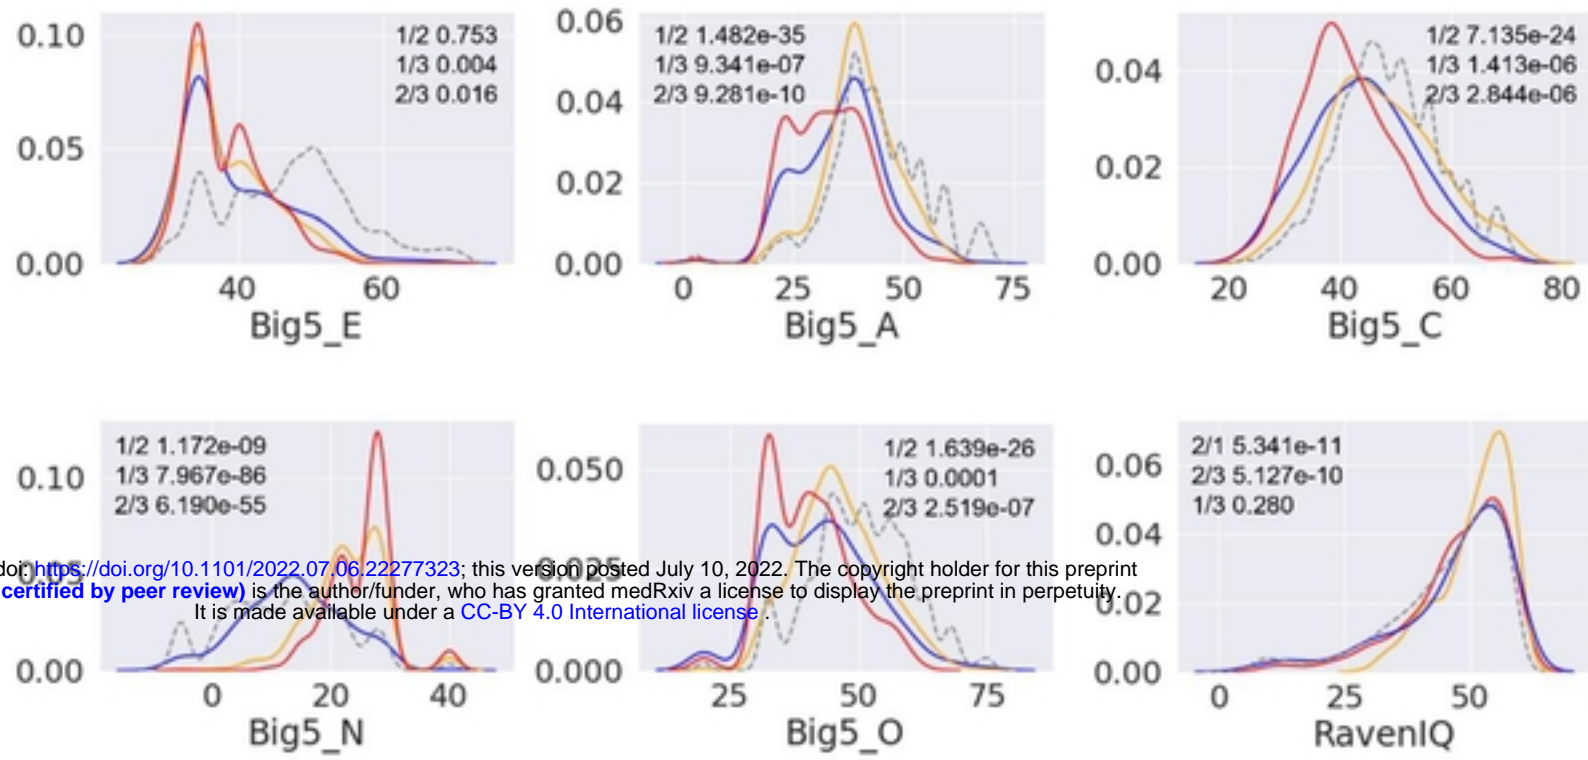 0.10
0.05
0.00
1/2 0.753
1/3 0.004
2/3 0.016
40 60
Big5_E
0.06
0.04
0.02
0.00
1/2 1.482e-35
1/3 9.341e-07
2/3 9.281e-10
0 25 50 75
Big5_A
0.04
0.02
0.00
1/2 7.135e-24
1/3 1.413e-06
2/3 2.844e-06
20 40 60 80
Big5_C
0.10
0.05
0.00
1/2 1.172e-09
1/3 7.967e-86
2/3 6.190e-55
0 20 40
Big5_N
0.050
0.025
0.000
1/2 1.639e-26
1/3 0.0001
2/3 2.519e-07
25 50 75
Big5_O
0.06
0.04
0.02
0.00
2/1 5.341e-11
2/3 5.127e-10
1/3 0.280
0 25 50
RavenIQ
doi: https://doi.org/10.1101/2022.07.06.22277323; this version posted July 10, 2022. The copyright holder for this preprint
certified by peer review) is the author/funder, who has granted medRxiv a license to display the preprint in perpetuity.
It is made available under a CC-BY 4.0 International license .